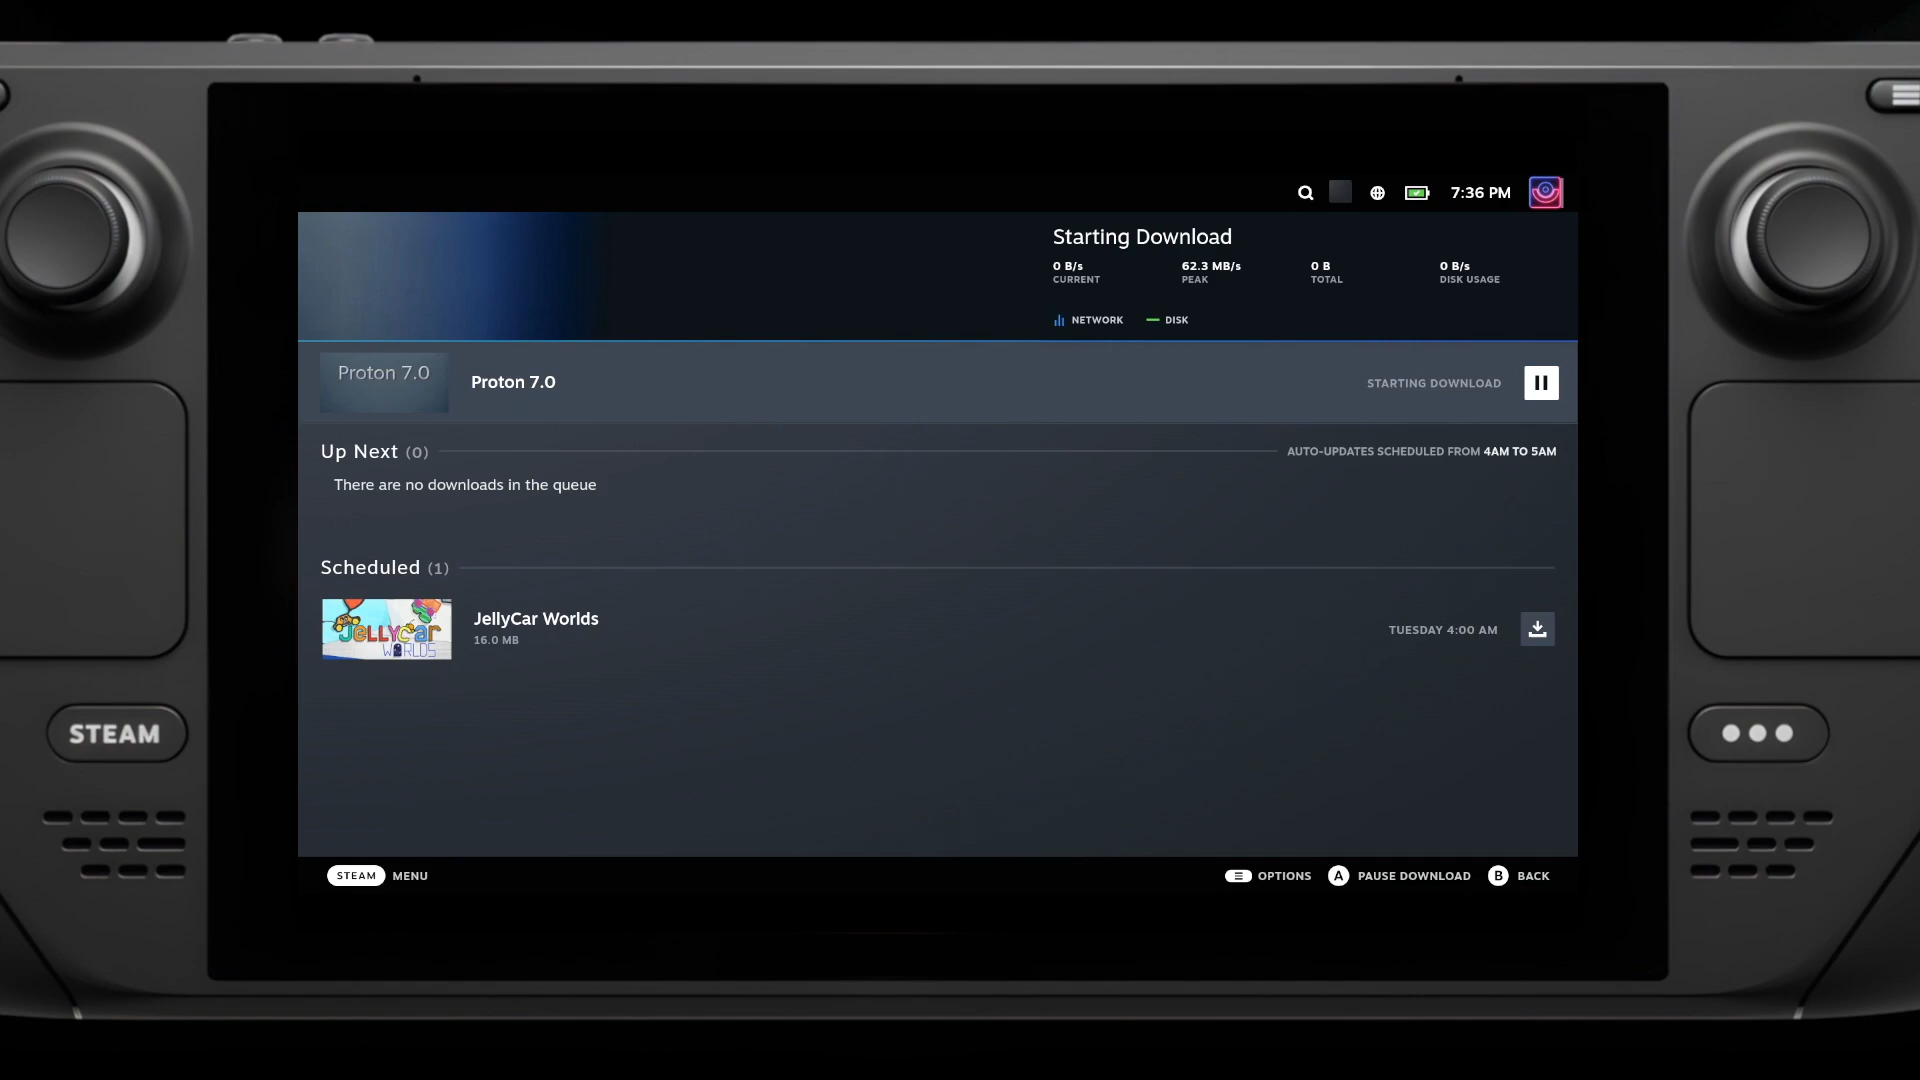 7:36 PM
Starting Download
0 B/s 62.3 MB/s 0 B 0 B/s
CURRENT PEAK TOTAL DISK USAGE
NETWORK DISK
Proton 7.0
Proton 7.0
STARTING DOWNLOAD
Up Next (0)
AUTO-UPDATES SCHEDULED FROM 4AM TO 5AM
There are no downloads in the queue
Scheduled (1)
JELLYCAR
WORLDS
JellyCar Worlds
16.0 MB
TUESDAY 4:00 AM
STEAM
STEAM MENU
OPTIONS A PAUSE DOWNLOAD B BACK